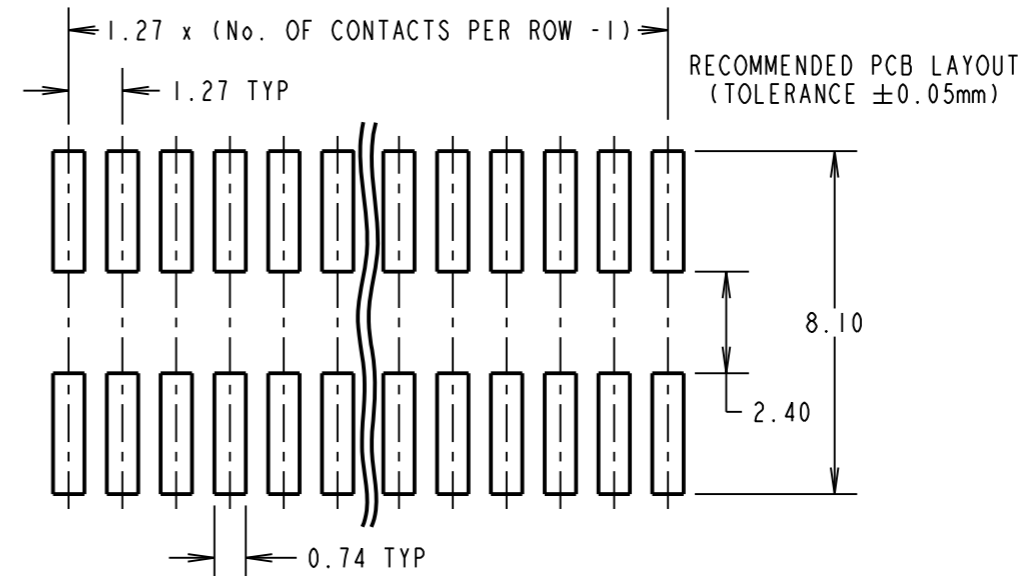 1.27 x (No. OF CONTACTS PER ROW -1)
RECOMMENDED PCB LAYOUT
(TOLERANCE ±0.05mm)
1.27 TYP
8.10
2.40
0.74 TYP